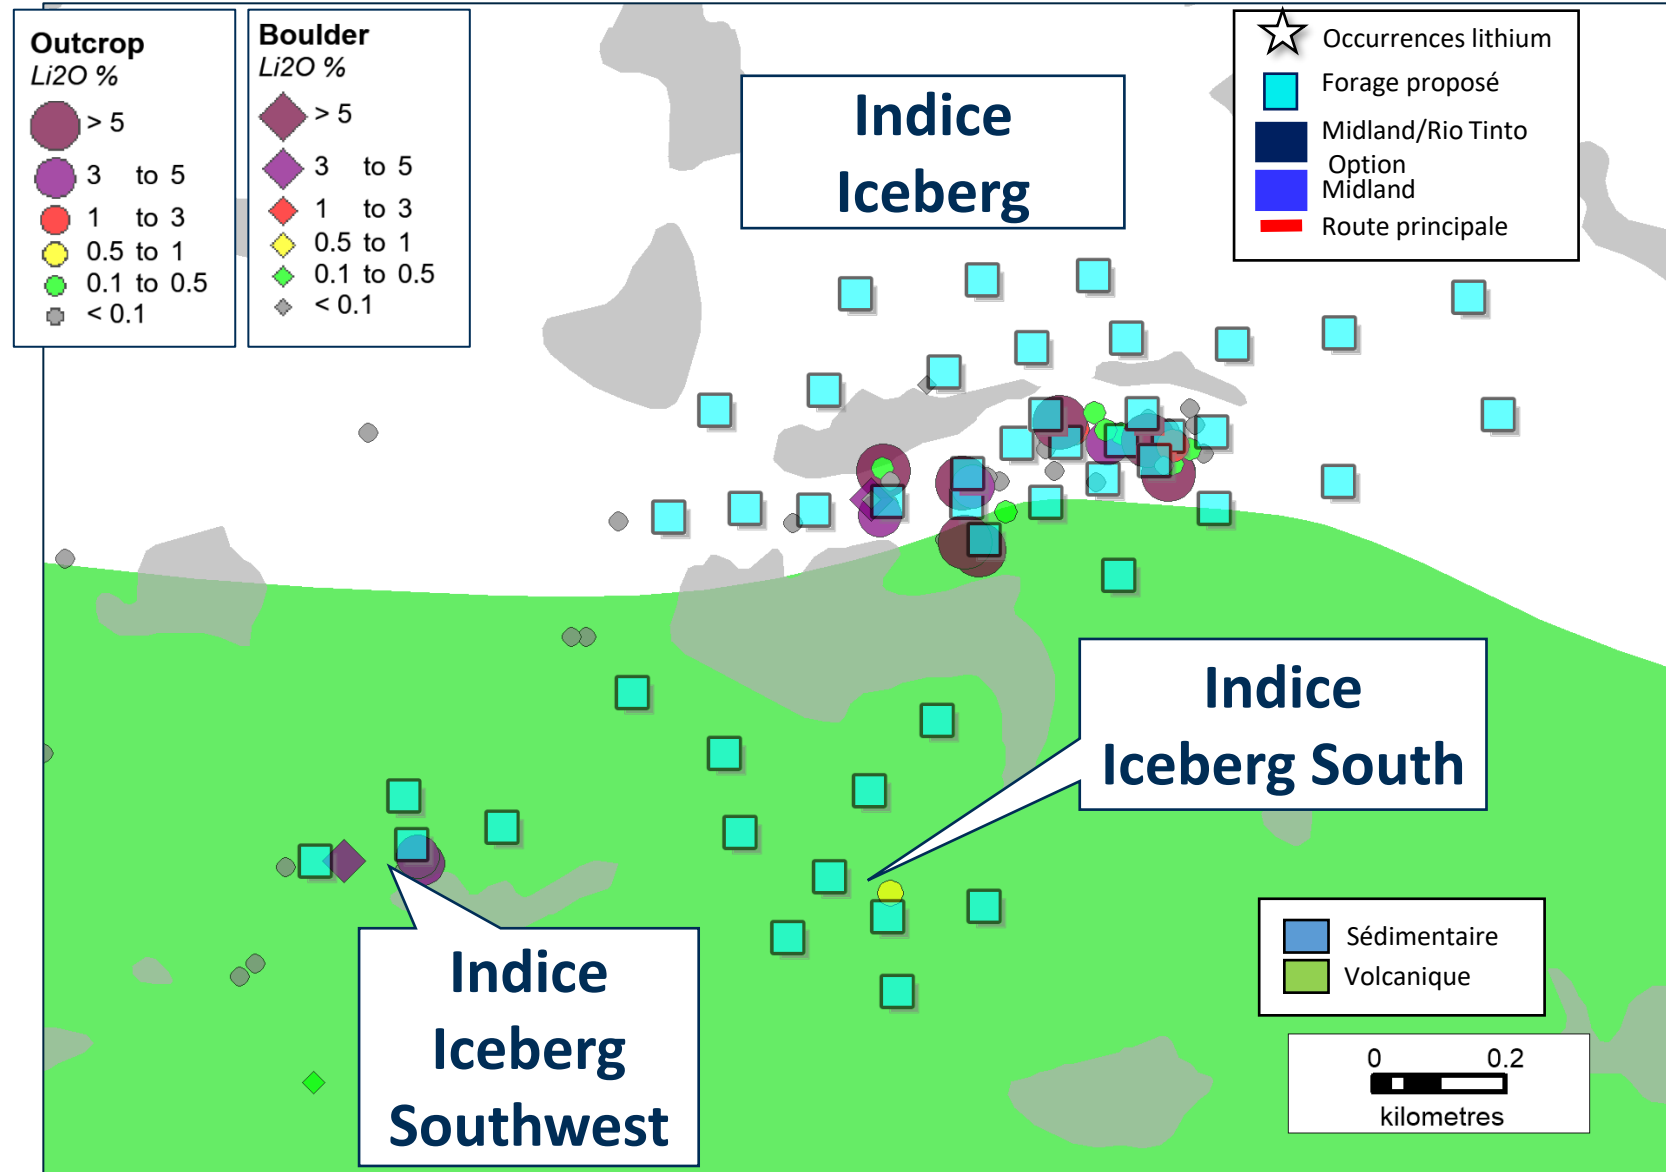 Outcrop
Li2O %
> 5
3 to 5
1 to 3
0.5 to 1
0.1 to 0.5
< 0.1
Boulder
Li2O %
> 5
3 to 5
1 to 3
0.5 to 1
0.1 to 0.5
< 0.1
Indice
Iceberg
Occurrences lithium
Forage proposé
Midland/Rio Tinto
Option
Midland
Route principale
Indice
Iceberg South
Indice
Iceberg
Southwest
Sédimentaire
Volcanique
0 0.2
kilometres